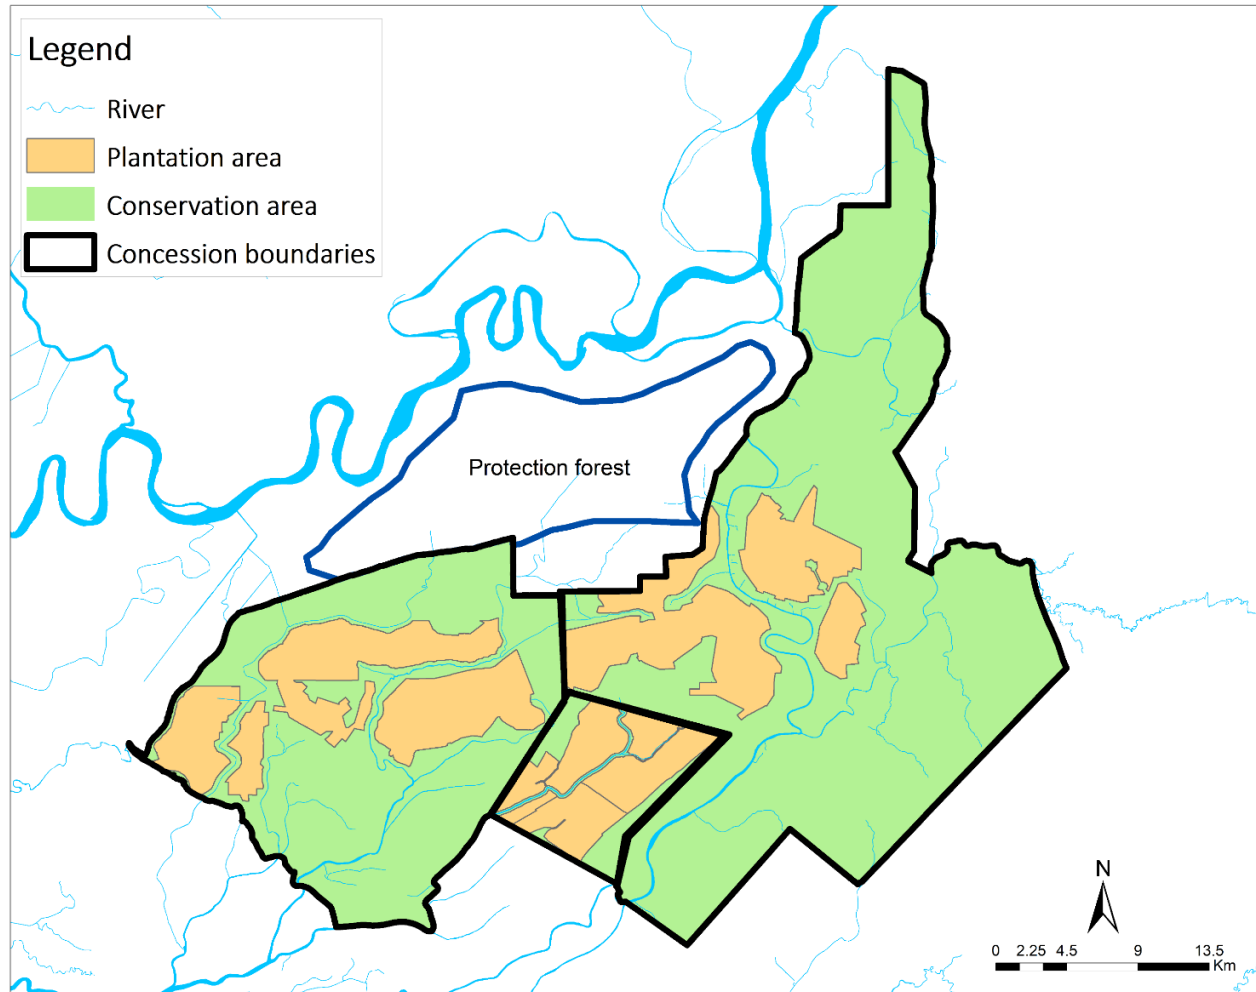 Legend
River
Plantation area
Conservation area
Concession boundaries
Protection forest
N
0 2.25 4.5 9 13.5
Km